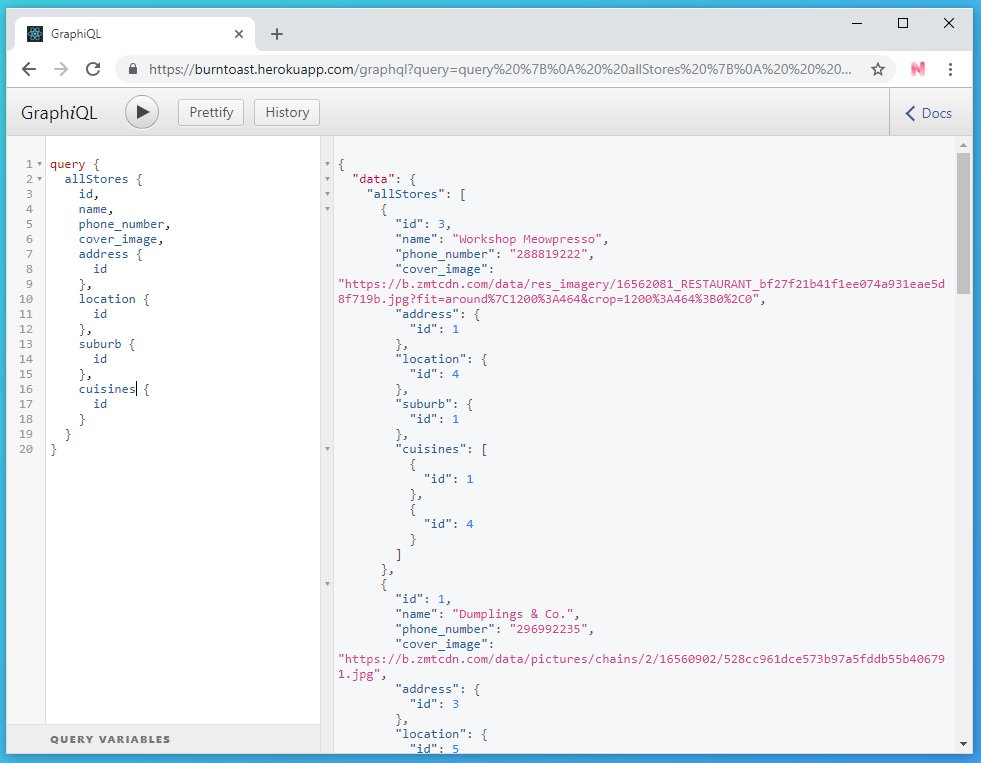 GraphiQL
https://burntoast.herokuapp.com/graphql?query=query%20%7B%0A%20%20allStores%20%7B%0A%20%20%20...
GraphiQL
Prettify
History
Docs
1 query {
2 allStores {
3 id,
4 name,
5 phone_number,
6 cover_image,
7 address {
8 id
9 },
10 location {
11 id
12 },
13 suburb {
14 id
15 },
16 cuisines {
17 id
18 }
19 }
20 }
QUERY VARIABLES
{
"data": {
"allStores": [
{
"id": 3,
"name": "Workshop Meowpresso",
"phone_number": "288819222",
"cover_image":
"https://b.zmtcdn.com/data/res_imagery/16562081_RESTAURANT_bf27f21b41f1ee074a931eae5d
8f719b.jpg?fit=around%7C1200%3A464&crop=1200%3A464%3B0%2C0",
"address": {
"id": 1
},
"location": {
"id": 4
},
"suburb": {
"id": 1
},
"cuisines": [
{
"id": 1
},
{
"id": 4
}
]
},
{
"id": 1,
"name": "Dumplings & Co.",
"phone_number": "296992235",
"cover_image":
"https://b.zmtcdn.com/data/pictures/chains/2/16560902/528cc961dce573b97a5fddb55b40679
1.jpg",
"address": {
"id": 3
},
"location": {
"id": 5